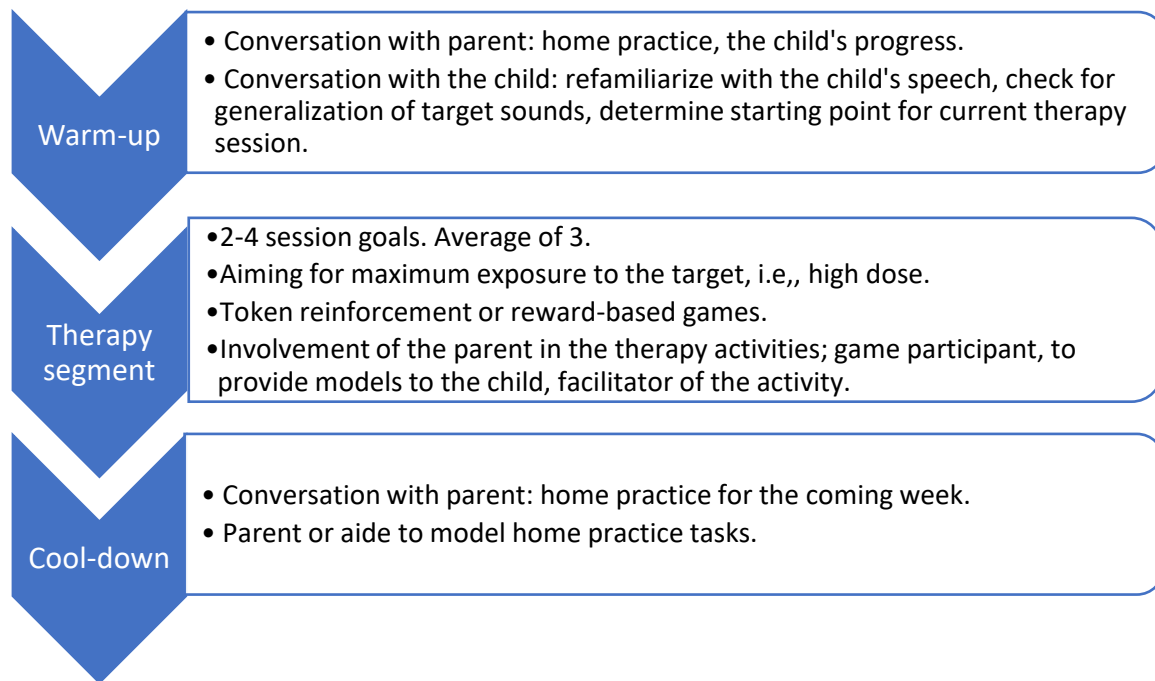 • Conversation with parent: home practice, the child's progress.
• Conversation with the child: refamiliarize with the child's speech, check for
generalization of target sounds, determine starting point for current therapy
session.
Warm-up
•2-4 session goals. Average of 3.
•Aiming for maximum exposure to the target, i.e,, high dose.
•Token reinforcement or reward-based games.
•Involvement of the parent in the therapy activities; game participant, to
provide models to the child, facilitator of the activity.
Therapy
segment
• Conversation with parent: home practice for the coming week.
• Parent or aide to model home practice tasks.
Cool-down